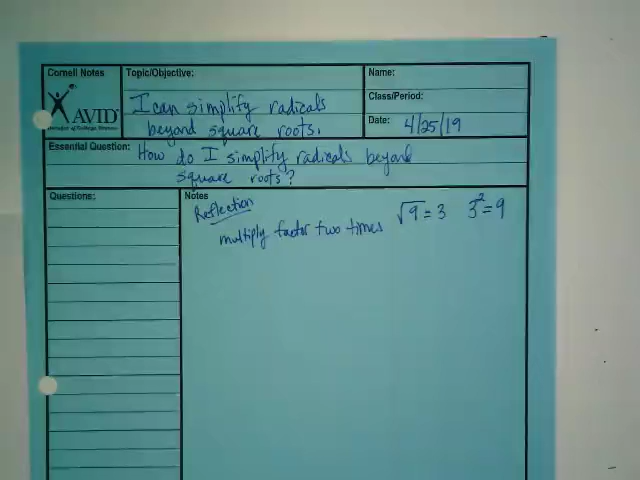 Cornell Notes
AVID
Topic/Objective:
I can simplify radicals
beyond square roots.
Name:
Class/Period:
Date: 4/25/19
Essential Question: How do I simplify radicals beyond
square roots?
Questions:
Notes
Reflection
multiply factor two times √9 = 3 3² = 9